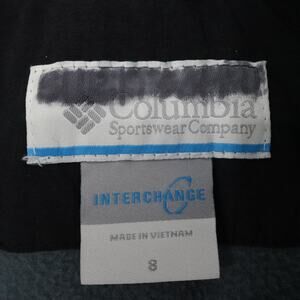 Columbia
Sportswear Company
INTERCHANGE
MADE IN VIETNAM
8